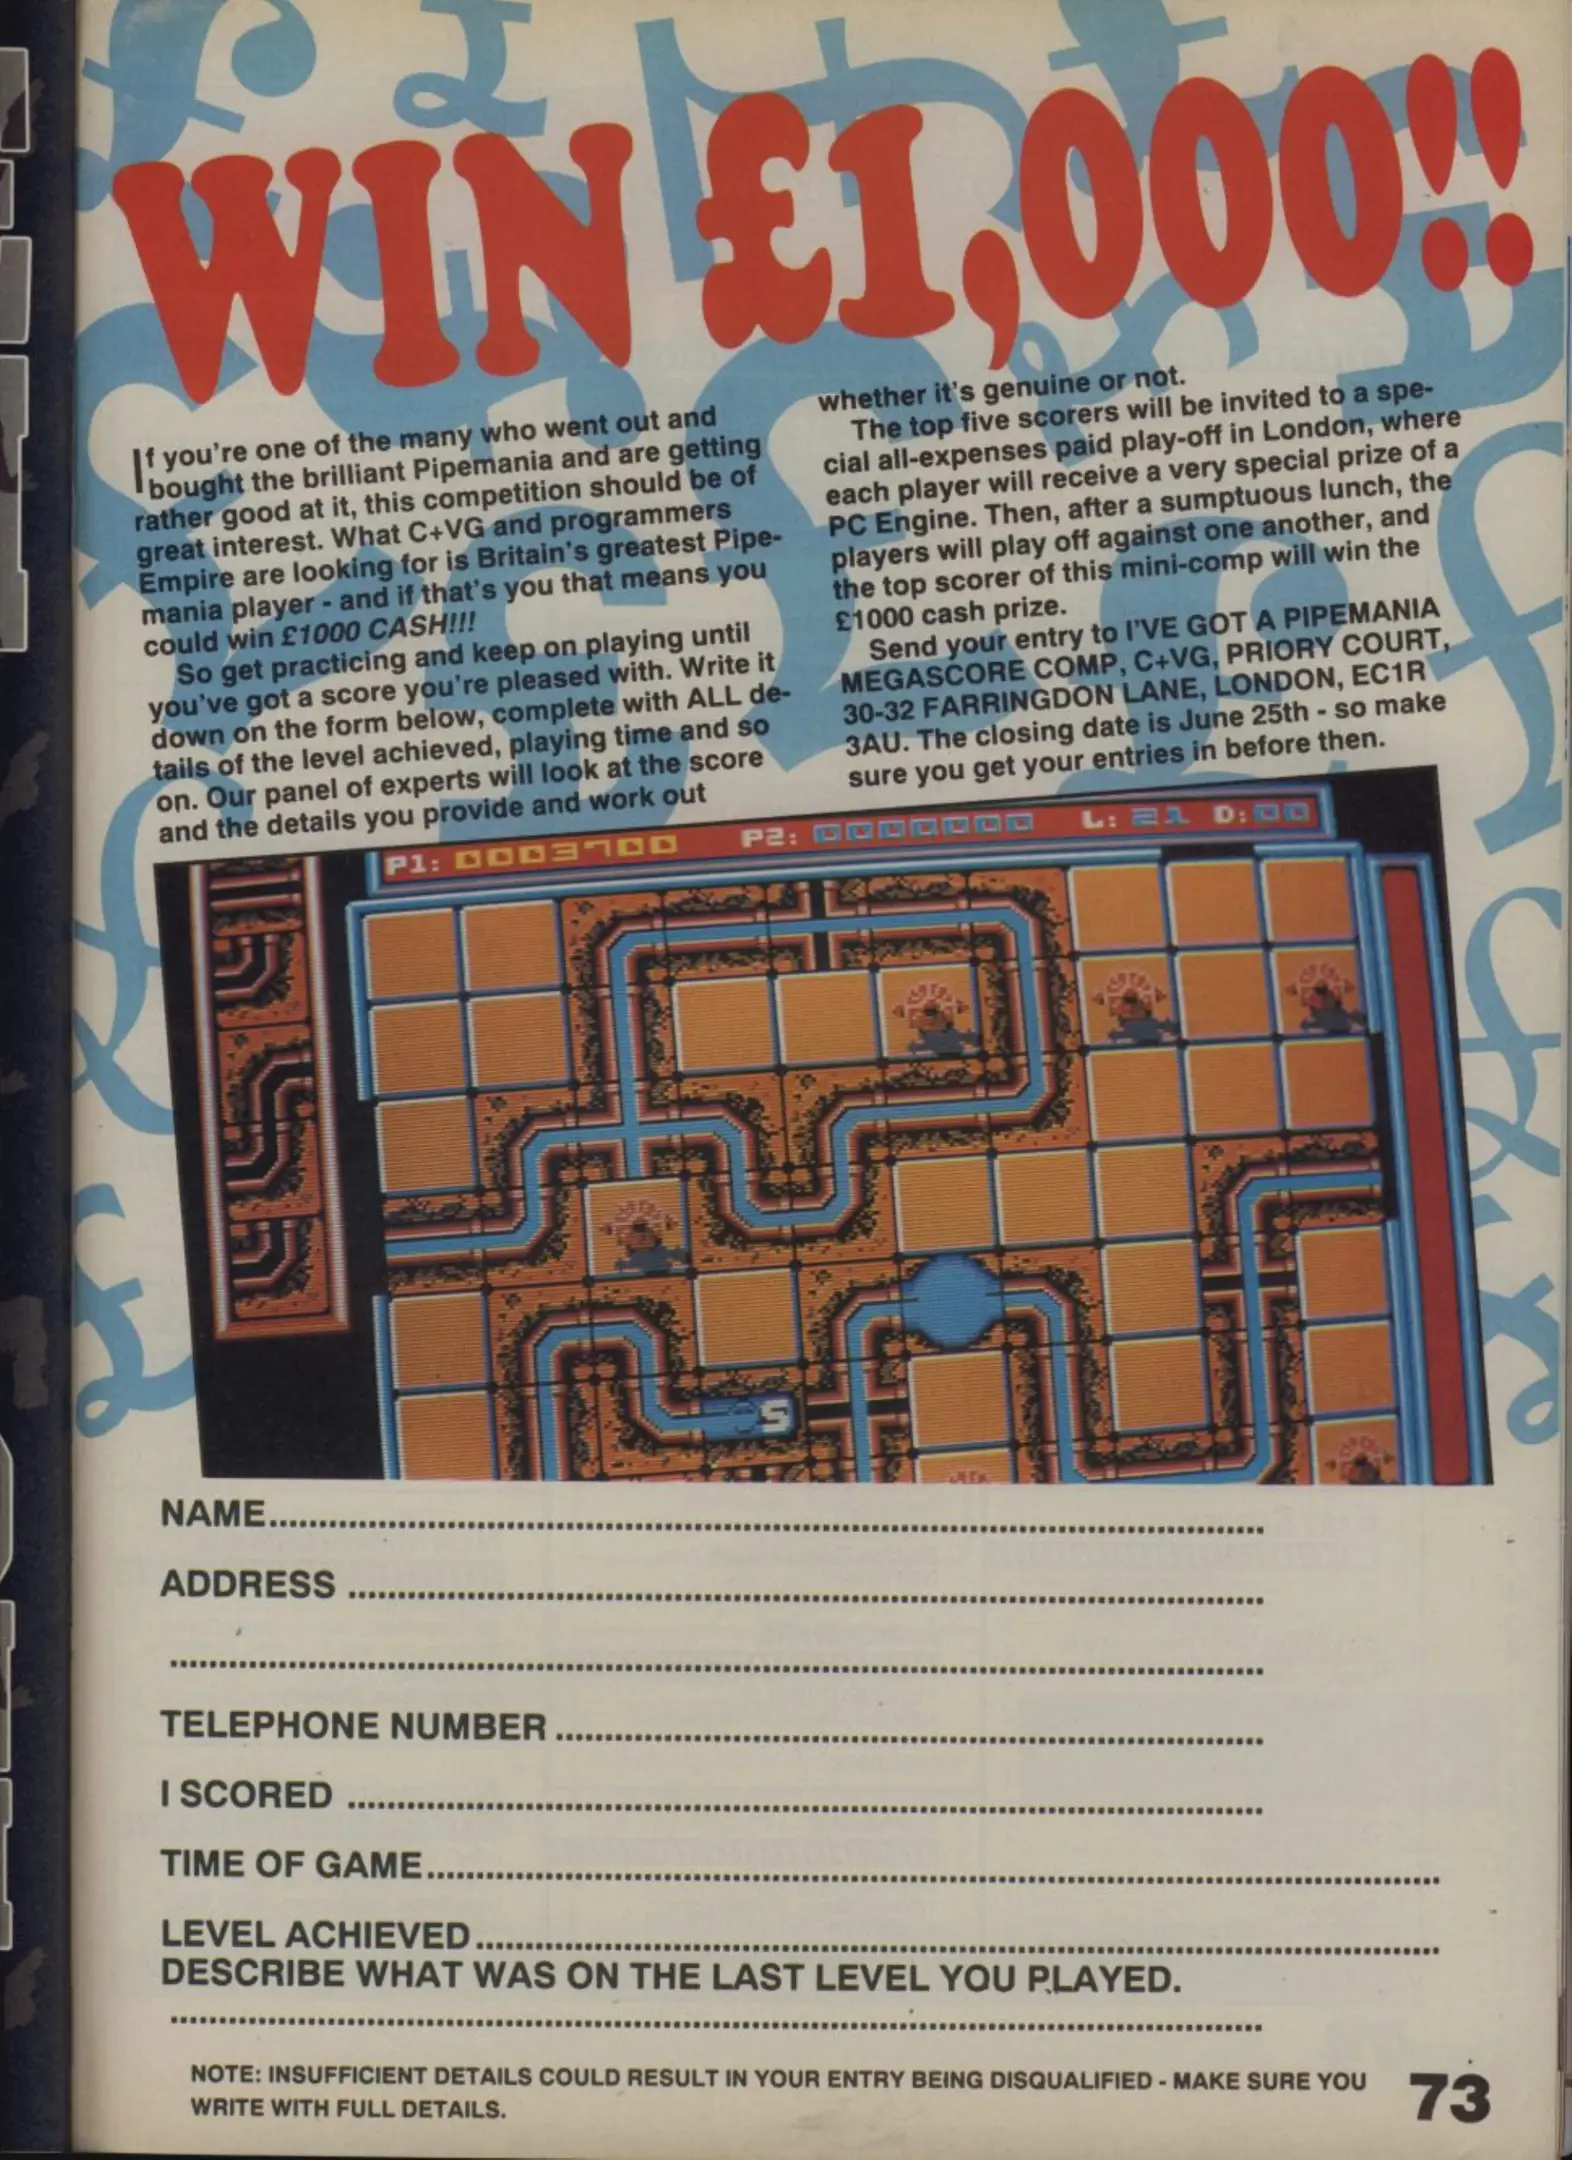 WIN £1,000!!
If you're one of the many who went out and
bought the brilliant Pipemania and are getting
rather good at it, this competition should be of
great interest. What C+VG and programmers
Empire are looking for is Britain's greatest Pipe-
mania player - and if that's you that means you
could win £1000 CASH!!!
So get practicing and keep on playing until
you've got a score you're pleased with. Write it
down on the form below, complete with ALL de-
tails of the level achieved, playing time and so
on. Our panel of experts will look at the score
and the details you provide and work out
whether it's genuine or not.
The top five scorers will be invited to a spe-
cial all-expenses paid play-off in London, where
each player will receive a very special prize of a
PC Engine. Then, after a sumptuous lunch, the
players will play off against one another, and
the top scorer of this mini-comp will win the
£1000 cash prize.
Send your entry to I'VE GOT A PIPEMANIA
MEGASCORE COMP, C+VG, PRIORY COURT,
30-32 FARRINGDON LANE, LONDON, EC1R
3AU. The closing date is June 25th - so make
sure you get your entries in before then.
P1: 0003700 P2: 0000000 L: 21 D: 00
S
NAME
ADDRESS
TELEPHONE NUMBER
I SCORED
TIME OF GAME
LEVEL ACHIEVED
DESCRIBE WHAT WAS ON THE LAST LEVEL YOU PLAYED.
NOTE: INSUFFICIENT DETAILS COULD RESULT IN YOUR ENTRY BEING DISQUALIFIED - MAKE SURE YOU
WRITE WITH FULL DETAILS.
73